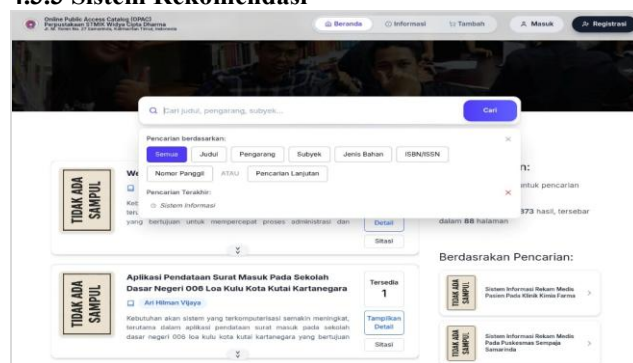 Online Public Access Catalog (OPAC)
Perpustakaan STMIK Widya Cipta Dharma
Beranda
Informasi
Tambah
Masuk
Registrasi
Cari judul, pengarang, subyek...
Cari
Pencarian berdasarkan:
Semua
Judul
Pengarang
Subyek
Jenis Bahan
ISBN/ISSN
Nomor Panggil
ATAU
Pencarian Lanjutan
Pencarian Terakhir:
Sistem Informasi
TIDAK ADA
SAMPUL
We
yang bertujuan untuk mempercepat proses administrasi dan
Detail
Sitasi
n:
untuk pencarian
873 hasil, tersebar
dalam 88 halaman
Berdasrakan Pencarian:
TIDAK ADA
SAMPUL
Aplikasi Pendataan Surat Masuk Pada Sekolah
Dasar Negeri 006 Loa Kulu Kota Kutai Kartanegara
Ari Hilman Vijaya
Kebutuhan akan sistem yang terkomputerisasi semakin meningkat,
terutama dalam aplikasi pendataan surat masuk pada sekolah
dasar negeri 006 loa kulu kota kutai kartanegara yang bertujuan
Tersedia
1
Tampilkan
Detail
Sitasi
TIDAK ADA
SAMPUL
Sistem Informasi Rekam Medis
Pasien Pada Klinik Kimia Farma
TIDAK ADA
SAMPUL
Sistem Informasi Rekam Medis
Pada Puskesmas Sempaja
Samarinda